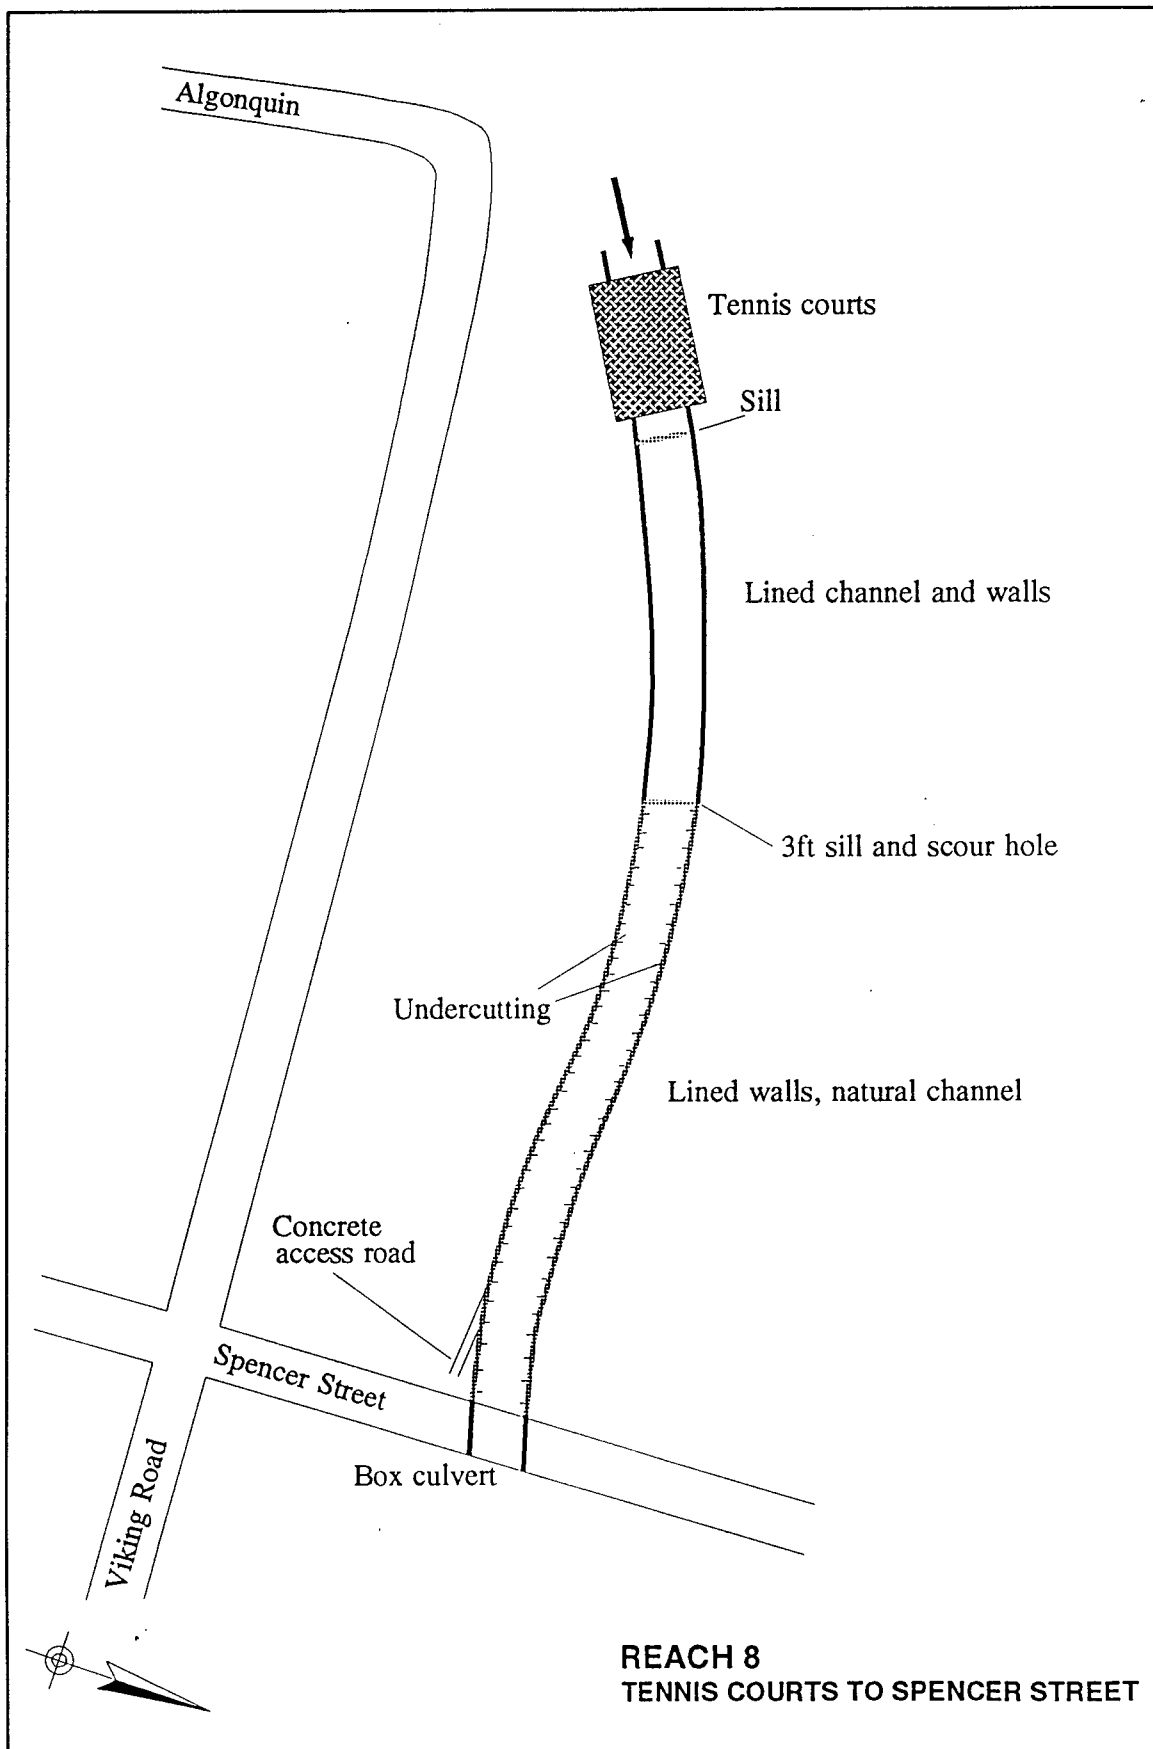 Algonquin
Tennis courts
Sill
Lined channel and walls
3ft sill and scour hole
Undercutting
Lined walls, natural channel
Concrete
access road
Spencer Street
Box culvert
Viking Road
REACH 8
TENNIS COURTS TO SPENCER STREET